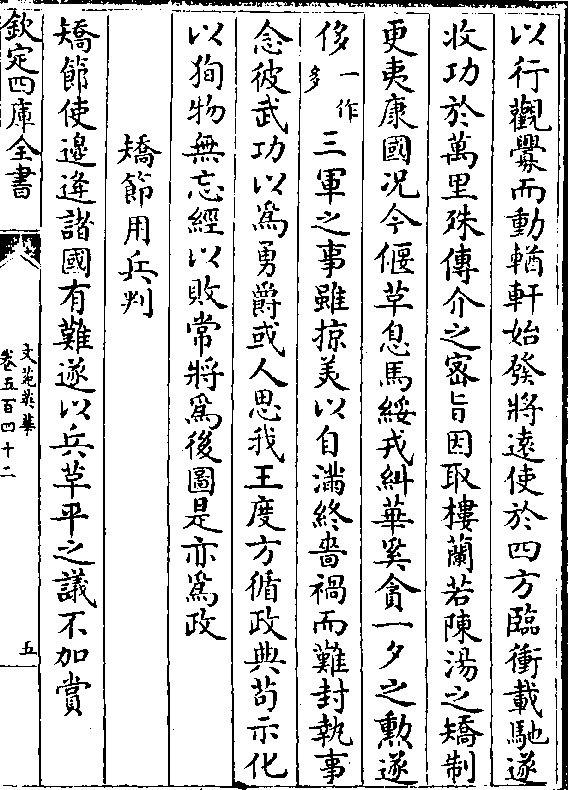 以行觀釁而動輶軒始發將遠使於四方臨衝載馳遂
收功於萬里殊傳介之宻㫖因取樓蘭若陳湯之矯制
更夷康國况今偃草息馬綏戎糾華奚貪一夕之勲遂
侈一作多三軍之事雖掠美以自滿終嗇禍而難封執事
念彼武功以為勇爵或人思我王度方循政典苟示化
以狥物無忘經以敗常將為後圖是亦為政
矯節用兵判
矯節使邉逄諸國有難遂以兵草平之議不加賞
欽定四庫全書
文苑英華
卷五百四十二
五